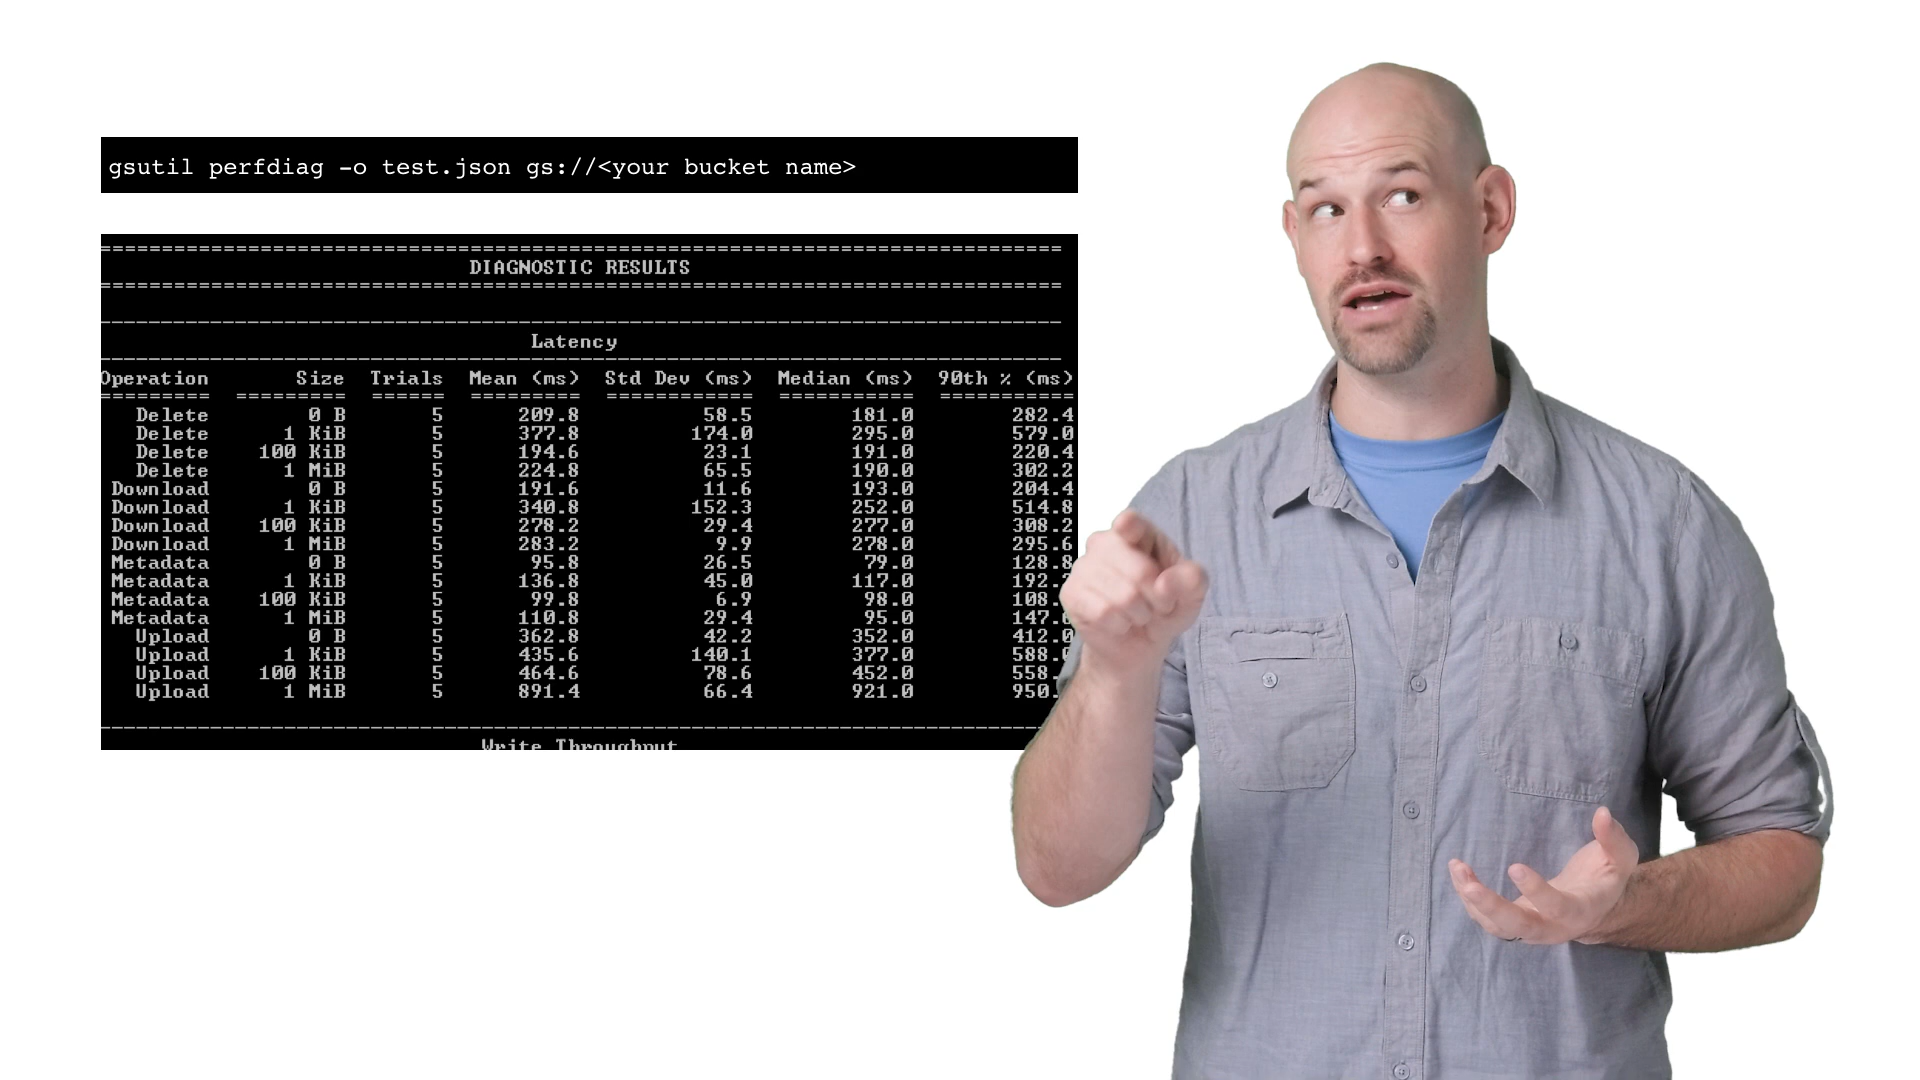 gsutil perfdiag -o test.json gs://<your bucket name>
==============================================================================
DIAGNOSTIC RESULTS
==============================================================================
------------------------------------------------------------------------------
Latency
------------------------------------------------------------------------------
Operation Size Trials Mean (ms) Std Dev (ms) Median (ms) 90th % (ms)
========= ========= ====== ========= ============ =========== ===========
Delete 0 B 5 209.8 58.5 181.0 282.4
Delete 1 KiB 5 377.8 174.0 295.0 579.0
Delete 100 KiB 5 194.6 23.1 191.0 220.4
Delete 1 MiB 5 224.8 65.5 190.0 302.2
Download 0 B 5 191.6 11.6 193.0 204.4
Download 1 KiB 5 340.8 152.3 252.0 514.8
Download 100 KiB 5 278.2 29.4 277.0 308.2
Download 1 MiB 5 283.2 9.9 278.0 295.6
Metadata 0 B 5 95.8 26.5 79.0 128.8
Metadata 1 KiB 5 136.8 45.0 117.0 192.
Metadata 100 KiB 5 99.8 6.9 98.0 108.
Metadata 1 MiB 5 110.8 29.4 95.0 147.
Upload 0 B 5 362.8 42.2 352.0 412.0
Upload 1 KiB 5 435.6 140.1 377.0 588.
Upload 100 KiB 5 464.6 78.6 452.0 558.
Upload 1 MiB 5 891.4 66.4 921.0 950.
------------------------------------------------------------------------------
Write Throughput